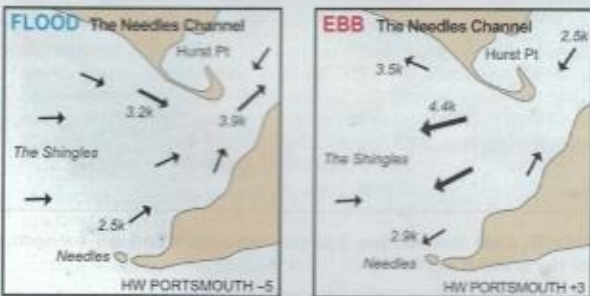 FLOOD The Needles Channel
Hurst Pt
3.2k
3.9k
The Shingles
2.5k
Needles
HW PORTSMOUTH –5
EBB The Needles Channel
2.5k
Hurst Pt
3.5k
4.4k
The Shingles
2.9k
Needles
HW PORTSMOUTH +3